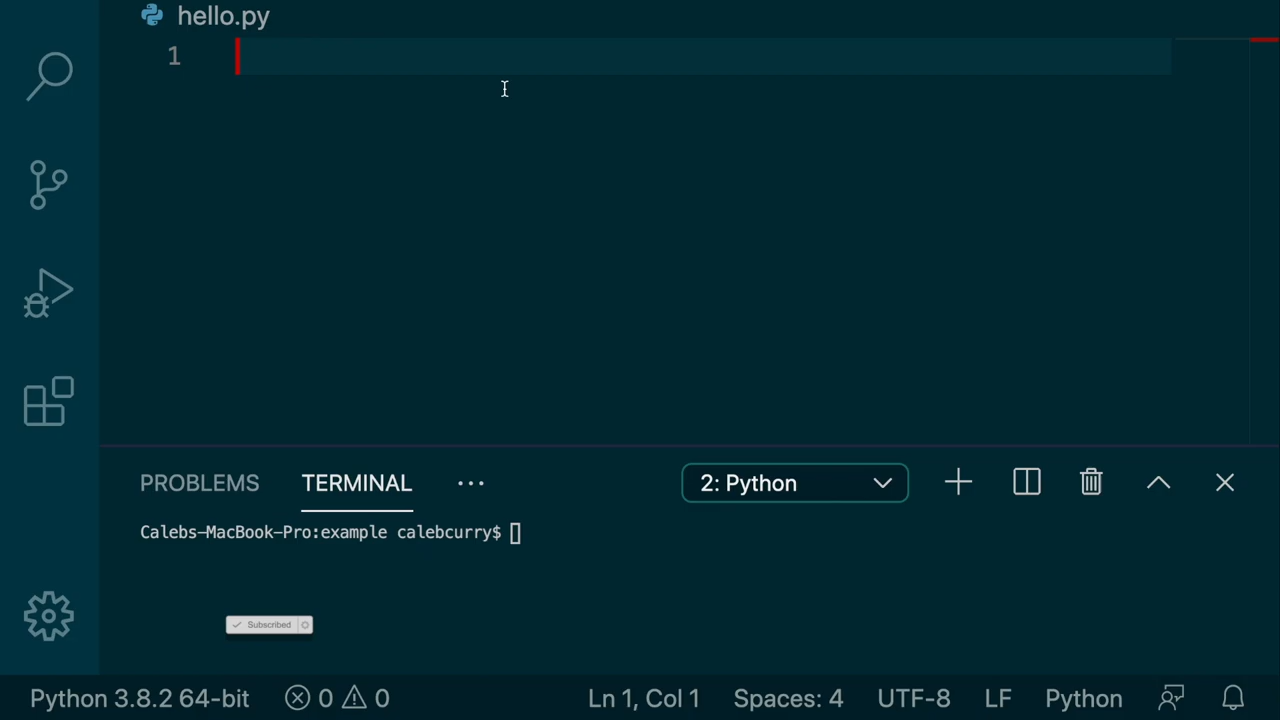 hello.py
1
PROBLEMS TERMINAL ··· 2: Python
Calebs-MacBook-Pro:example calebcurry$
Subscribed
Python 3.8.2 64-bit 0 0 Ln 1, Col 1 Spaces: 4 UTF-8 LF Python